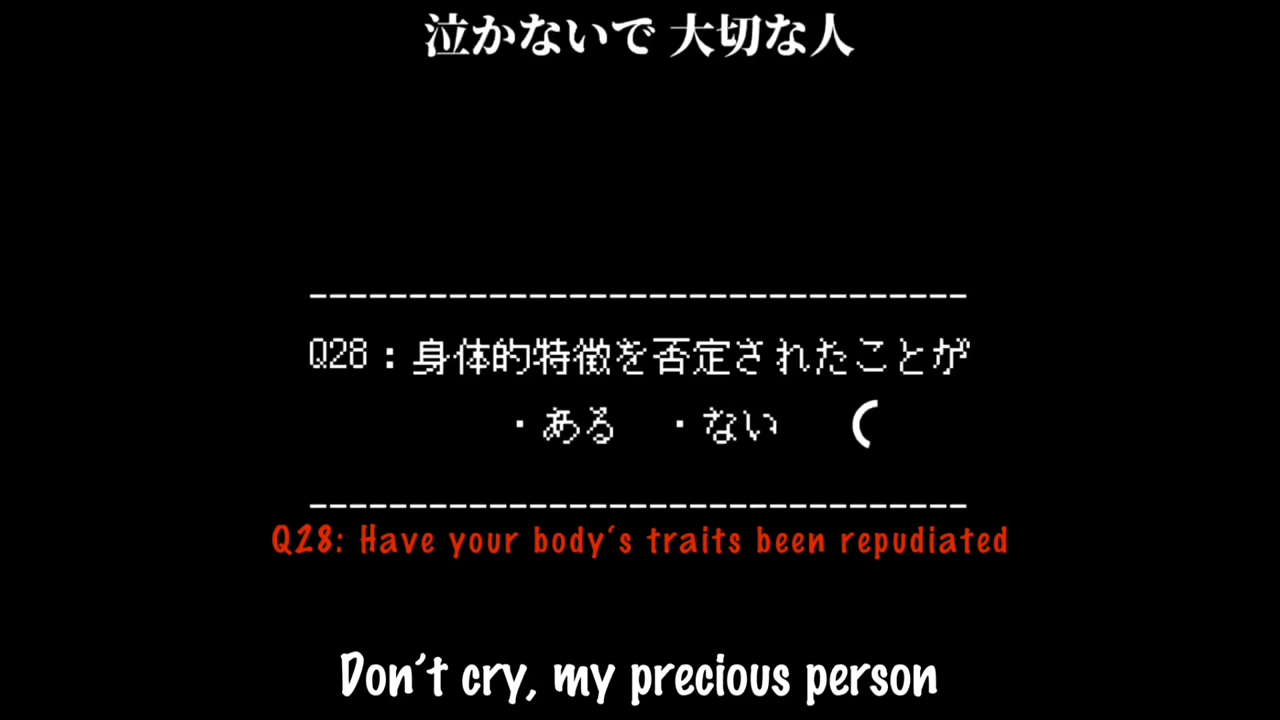 泣かないで 大切な人
---------------------------------
Q28：身体的特徴を否定されたことが
・ある　・ない　（
---------------------------------
Q28: Have your body's traits been repudiated
Don't cry, my precious person